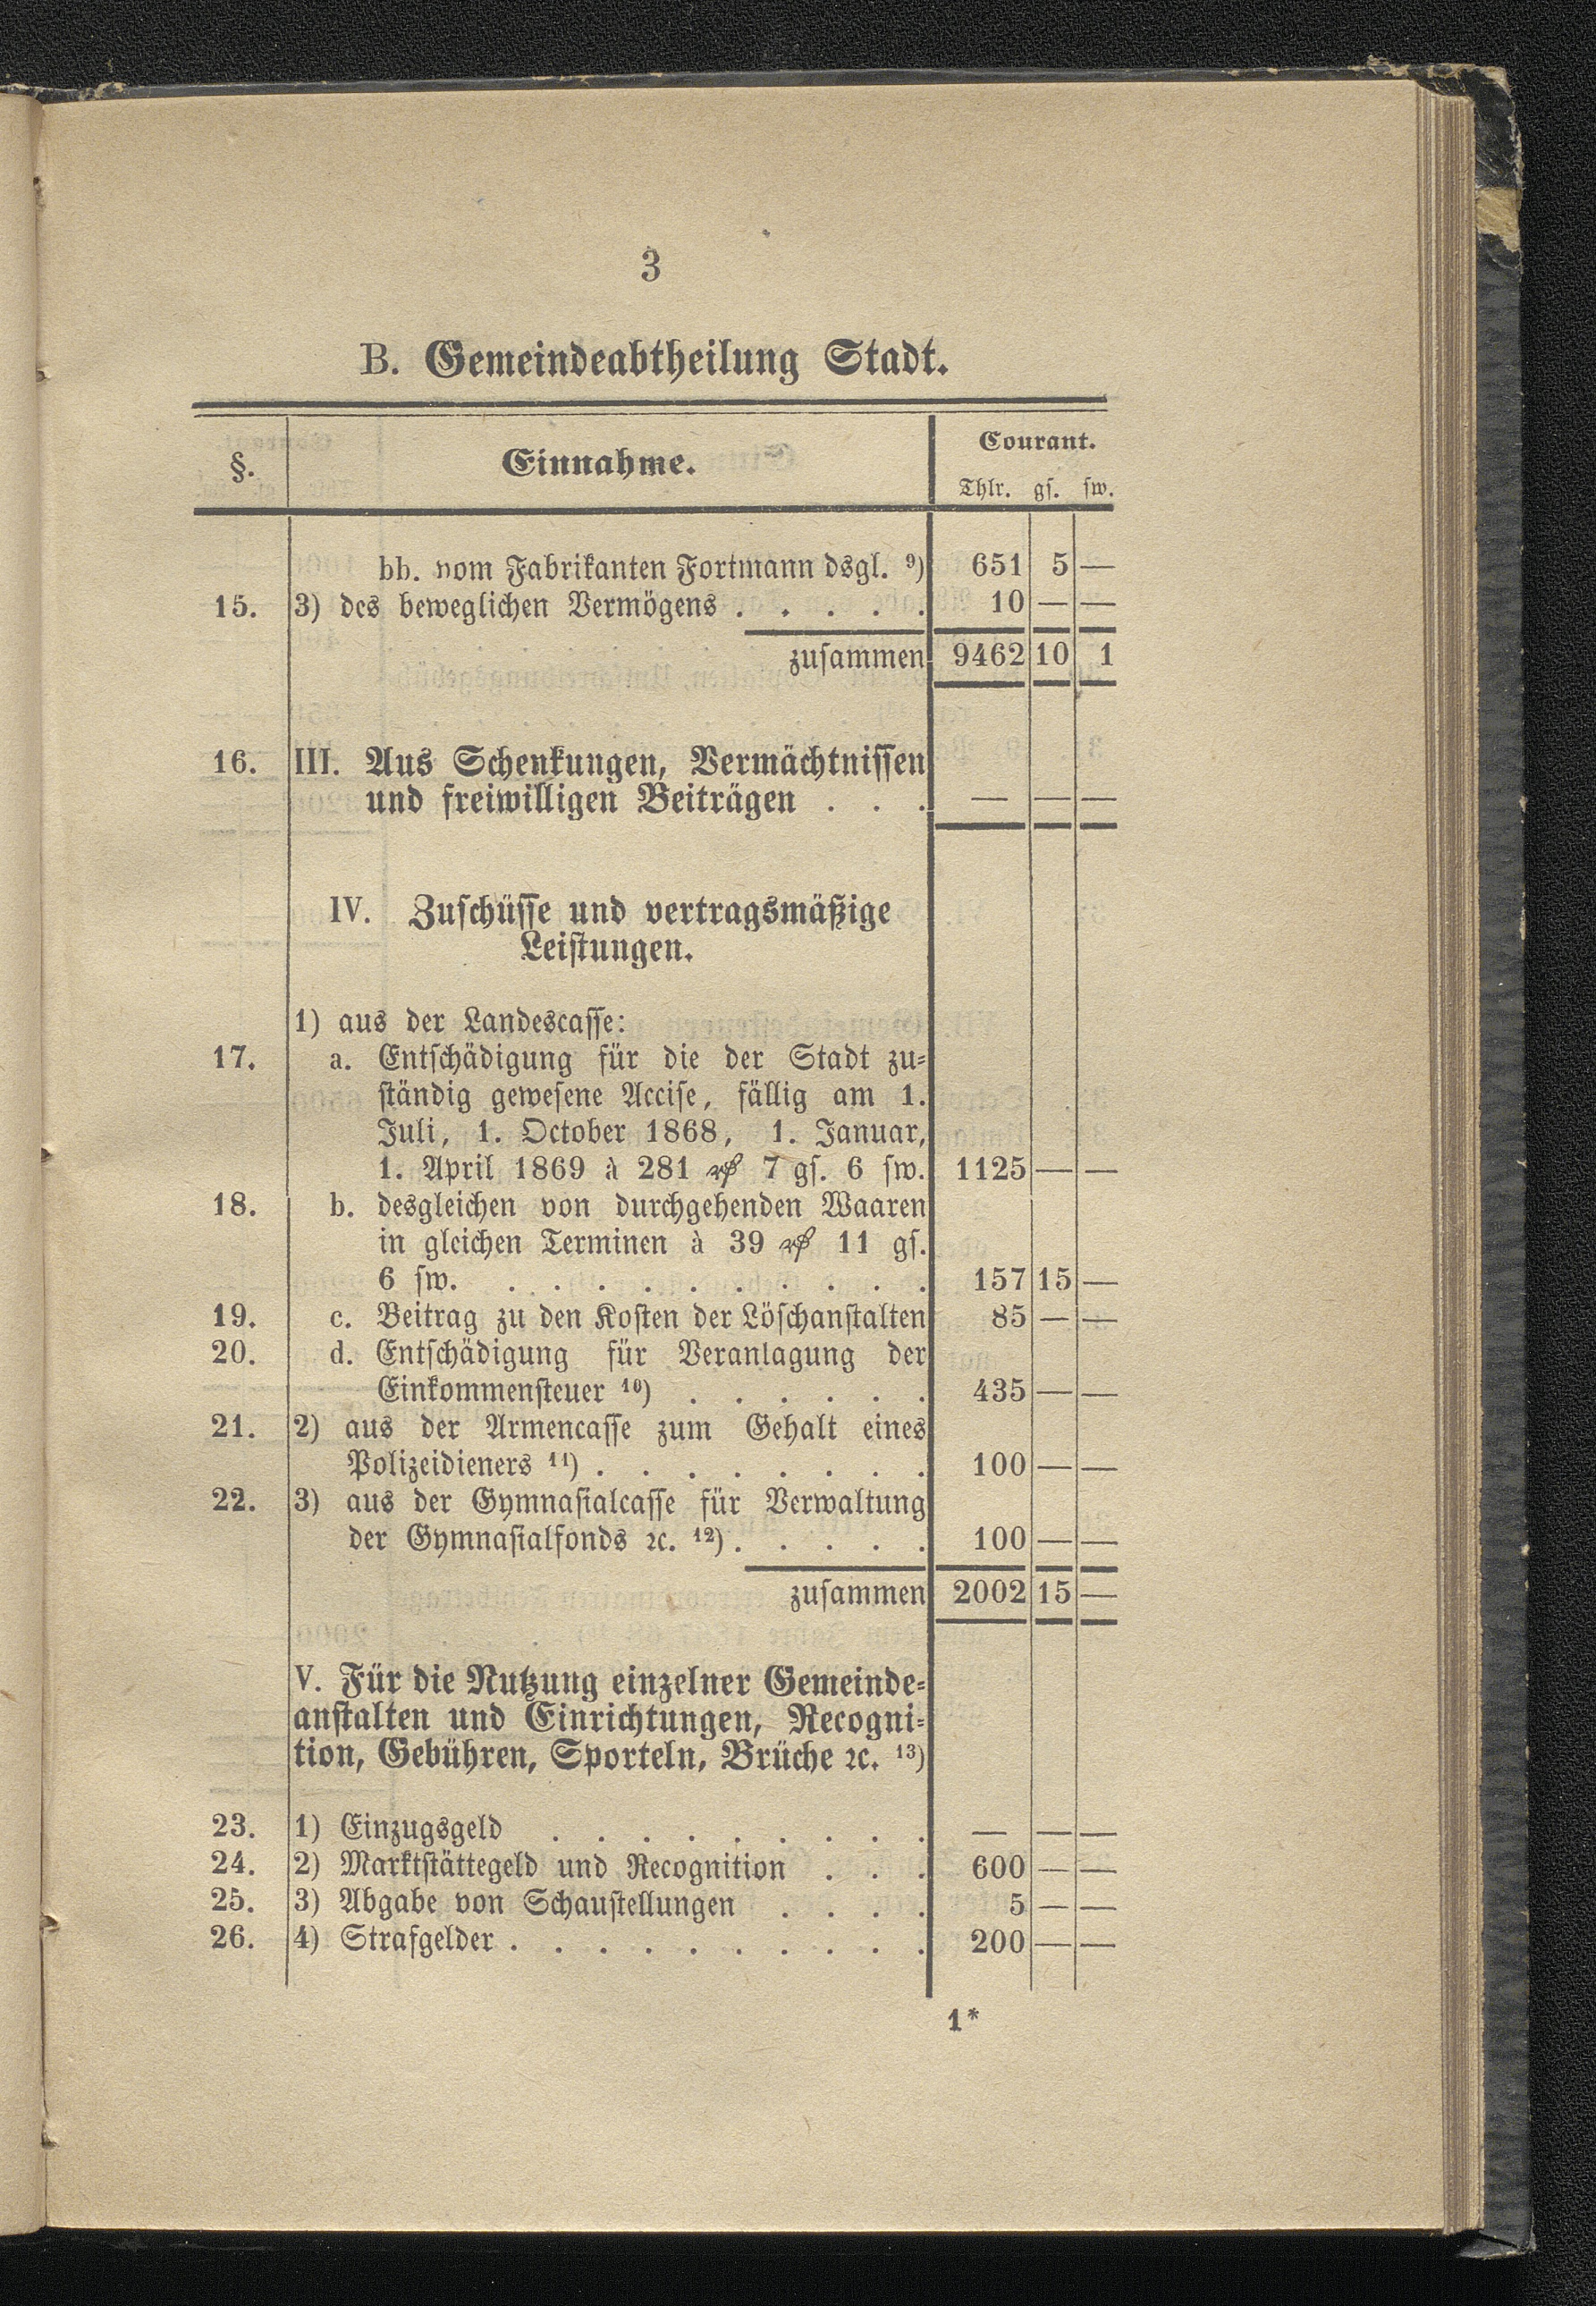 3
B. Gemeindeabtheilung Stadt.
§. Einnahme. Courant.
Thlr. gſ. ſw.
bb. vom Fabrikanten Fortmann dsgl. ⁹) 651 5 —
15. 3) des beweglichen Vermögens . . . . . 10 — —
zuſammen 9462 10 1
16. III. Aus Schenkungen, Vermächtniſſen
und freiwilligen Beiträgen . . . — — —
IV. Zuſchüſſe und vertragsmäßige
Leiſtungen.
1) aus der Landescaſſe:
17. a. Entſchädigung für die der Stadt zu-
ſtändig geweſene Acciſe, fällig am 1.
Juli, 1. October 1868, 1. Januar,
1. April 1869 à 281 ₰ 7 gſ. 6 ſw. 1125 — —
18. b. desgleichen von durchgehenden Waaren
in gleichen Terminen à 39 ₰ 11 gſ.
6 ſw. . . . . . . . . . . 157 15 —
19. c. Beitrag zu den Koſten der Löſchanſtalten 85 — —
20. d. Entſchädigung für Veranlagung der
Einkommenſteuer ¹⁰) . . . . . . 435 — —
21. 2) aus der Armencaſſe zum Gehalt eines
Polizeidieners ¹¹) . . . . . . . . 100 — —
22. 3) aus der Gymnaſialcaſſe für Verwaltung
der Gymnaſialfonds ꝛc. ¹²) . . . . . 100 — —
zuſammen 2002 15 —
V. Für die Nutzung einzelner Gemeinde-
anſtalten und Einrichtungen, Recogni-
tion, Gebühren, Sporteln, Brüche ꝛc. ¹³)
23. 1) Einzugsgeld . . . . . . . . . — — —
24. 2) Marktſtättegeld und Recognition . . . 600 — —
25. 3) Abgabe von Schauſtellungen . . . . 5 — —
26. 4) Strafgelder . . . . . . . . . . 200 — —
1*